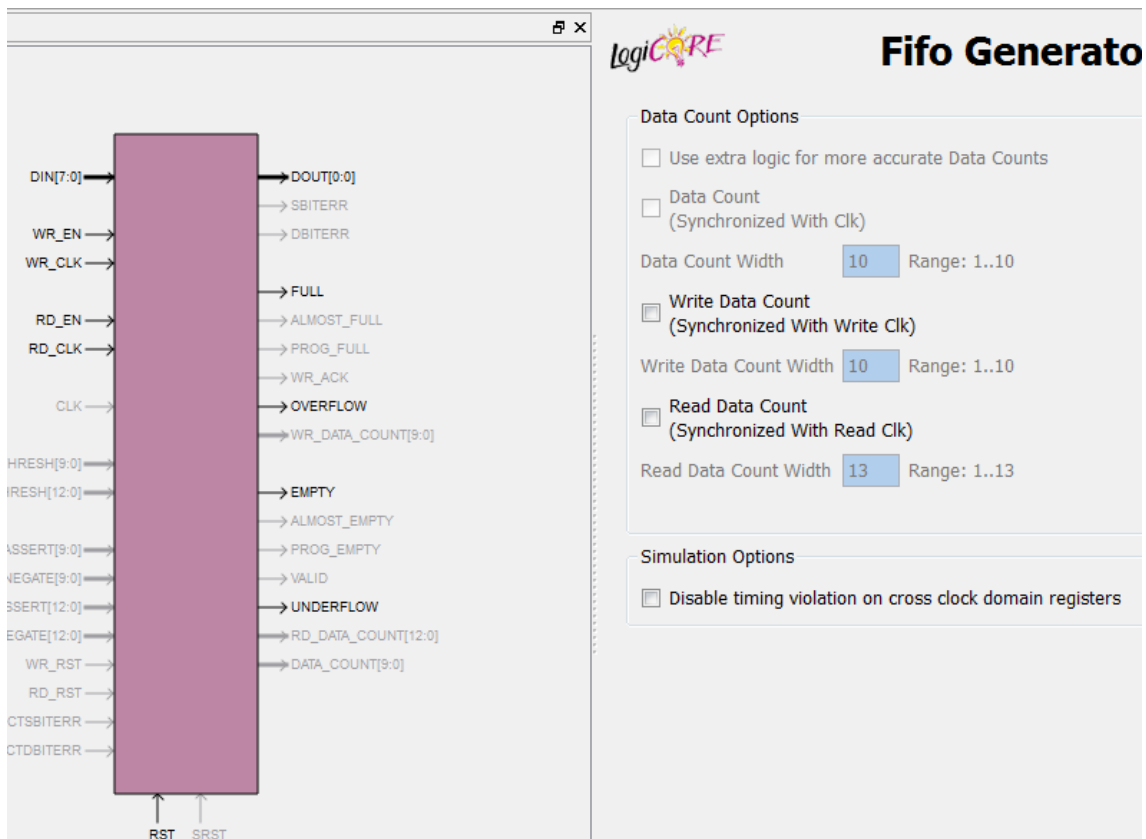 DIN[7:0]
WR_EN
WR_CLK
RD_EN
RD_CLK
CLK
HRESH[9:0]
HRESH[12:0]
ASSERT[9:0]
NEGATE[9:0]
SSERT[12:0]
EGATE[12:0]
WR_RST
RD_RST
CTSBITERR
CTDBITERR
DOUT[0:0]
SBITERR
DBITERR
FULL
ALMOST_FULL
PROG_FULL
WR_ACK
OVERFLOW
WR_DATA_COUNT[9:0]
EMPTY
ALMOST_EMPTY
PROG_EMPTY
VALID
UNDERFLOW
RD_DATA_COUNT[12:0]
DATA_COUNT[9:0]
RST SRST
LogiCORE
Fifo Generato
Data Count Options
Use extra logic for more accurate Data Counts
Data Count
(Synchronized With Clk)
Data Count Width 10 Range: 1..10
Write Data Count
(Synchronized With Write Clk)
Write Data Count Width 10 Range: 1..10
Read Data Count
(Synchronized With Read Clk)
Read Data Count Width 13 Range: 1..13
Simulation Options
Disable timing violation on cross clock domain registers